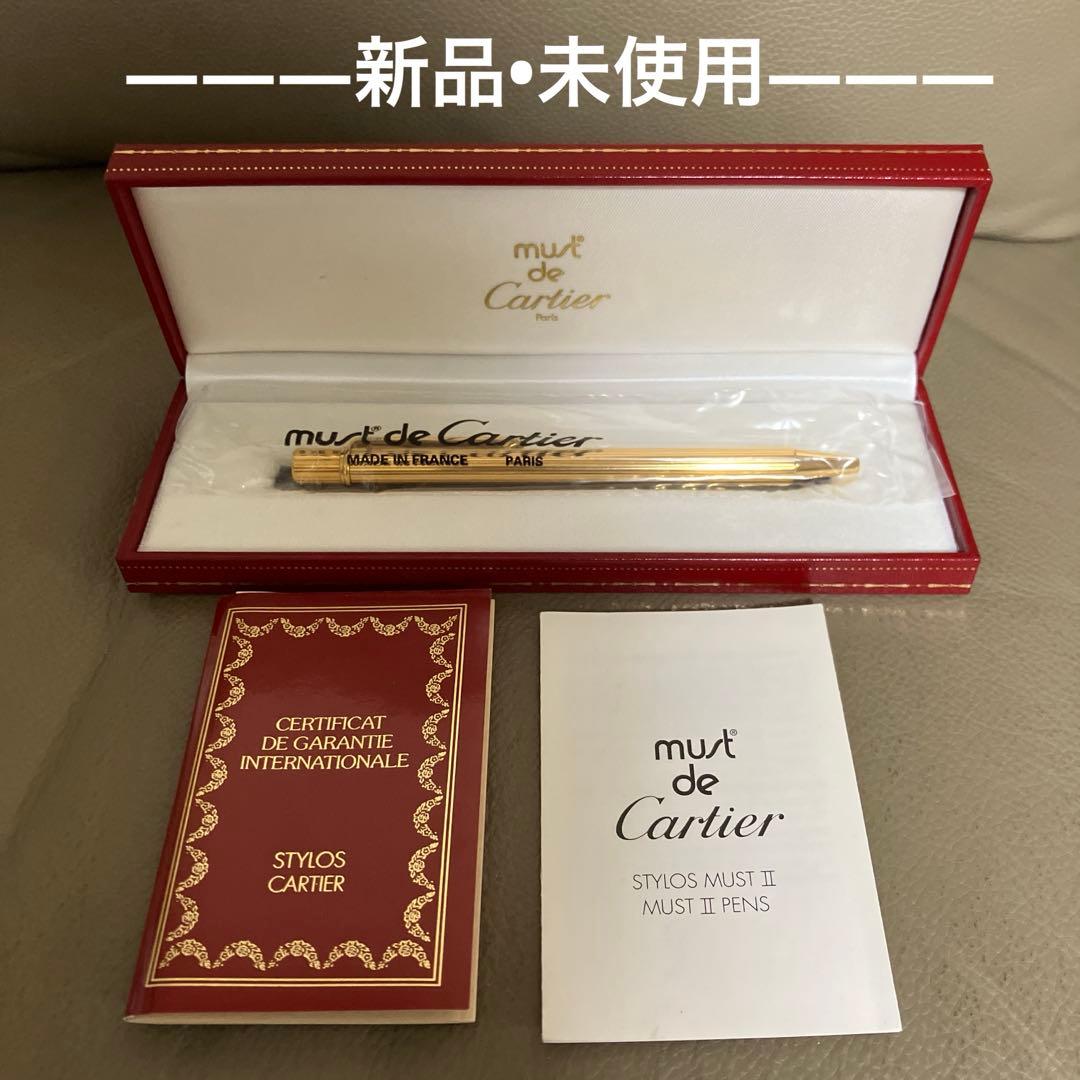 ———新品•未使用———
must®
de
Cartier
Paris
must® de Cartier
MADE IN FRANCE PARIS
CERTIFICAT
DE GARANTIE
INTERNATIONALE
STYLOS
CARTIER
must®
de
Cartier
STYLOS MUST II
MUST II PENS